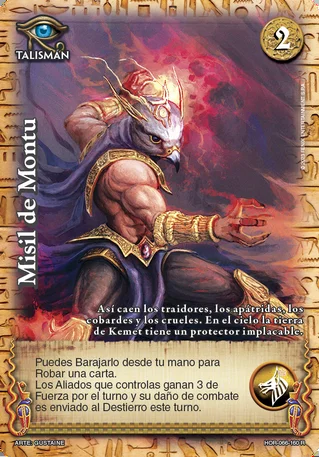 TALISMÁN
2
Misil de Montu
Así caen los traidores, los apátridas, los
cobardes y los crueles. En el cielo la tierra
de Kemet tiene un protector implacable.
Puedes Barajarlo desde tu mano para
Robar una carta.
Los Aliados que controlas ganan 3 de
Fuerza por el turno y su daño de combate
es enviado al Destierro este turno.
ARTE: GUSTAINE
HOR-086-160 R